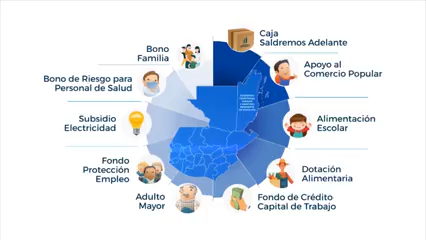 Caja
Saldremos Adelante
Apoyo al
Comercio Popular
Alimentación
Escolar
Dotación
Alimentaria
Fondo de Crédito
Capital de Trabajo
Adulto
Mayor
Fondo
Protección
Empleo
Subsidio
Electricidad
Bono de Riesgo para
Personal de Salud
Bono
Familia